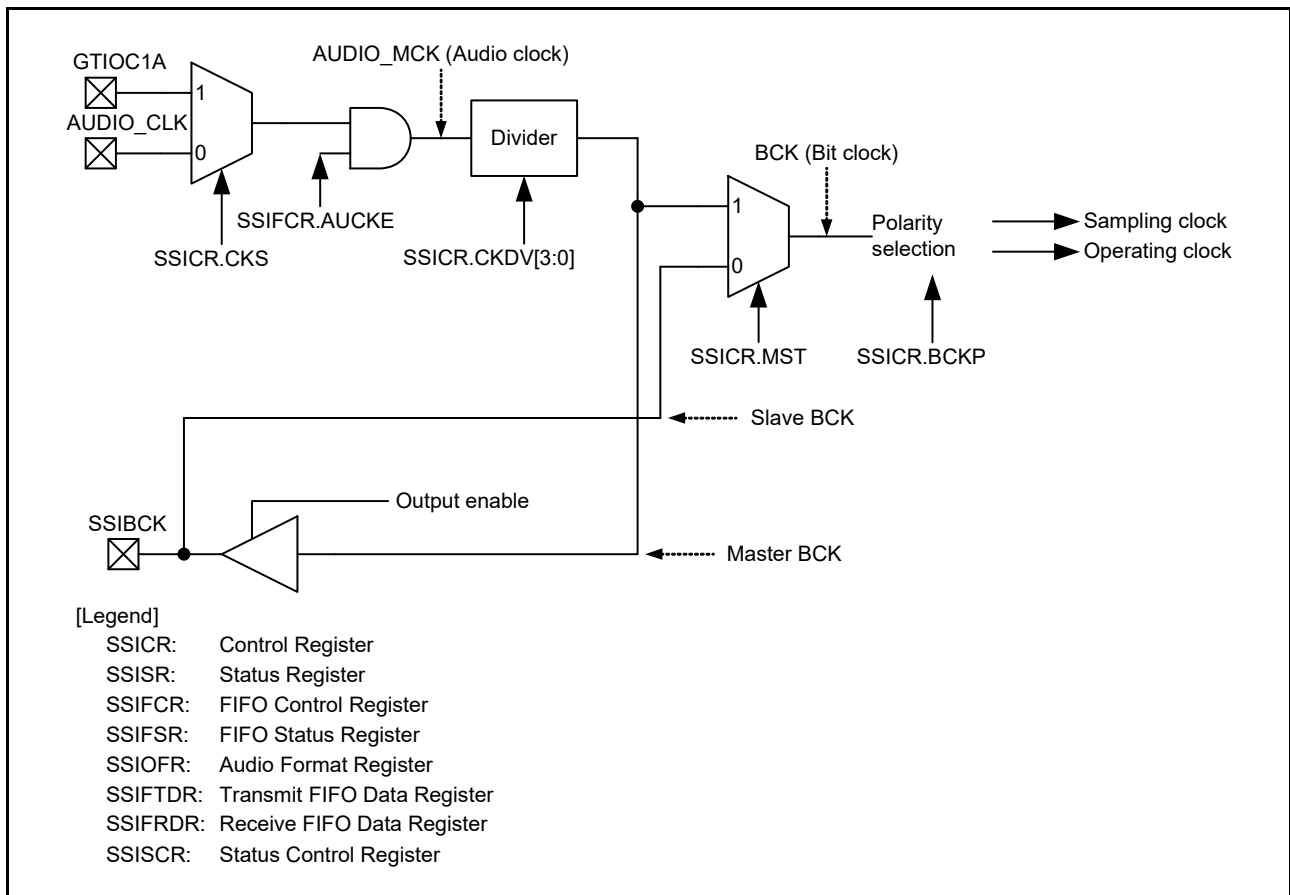 GTIOC1A
AUDIO_MCK (Audio clock)
1
AUDIO_CLK
0
Divider
BCK (Bit clock)
SSIFCR.AUCKE
SSICR.CKS
SSICR.CKDV[3:0]
1
0
Polarity
selection
Sampling clock
Operating clock
SSICR.MST
SSICR.BCKP
Slave BCK
Output enable
SSIBCK
Master BCK
[Legend]
SSICR: Control Register
SSISR: Status Register
SSIFCR: FIFO Control Register
SSIFSR: FIFO Status Register
SSIOFR: Audio Format Register
SSIFTDR: Transmit FIFO Data Register
SSIFRDR: Receive FIFO Data Register
SSISCR: Status Control Register